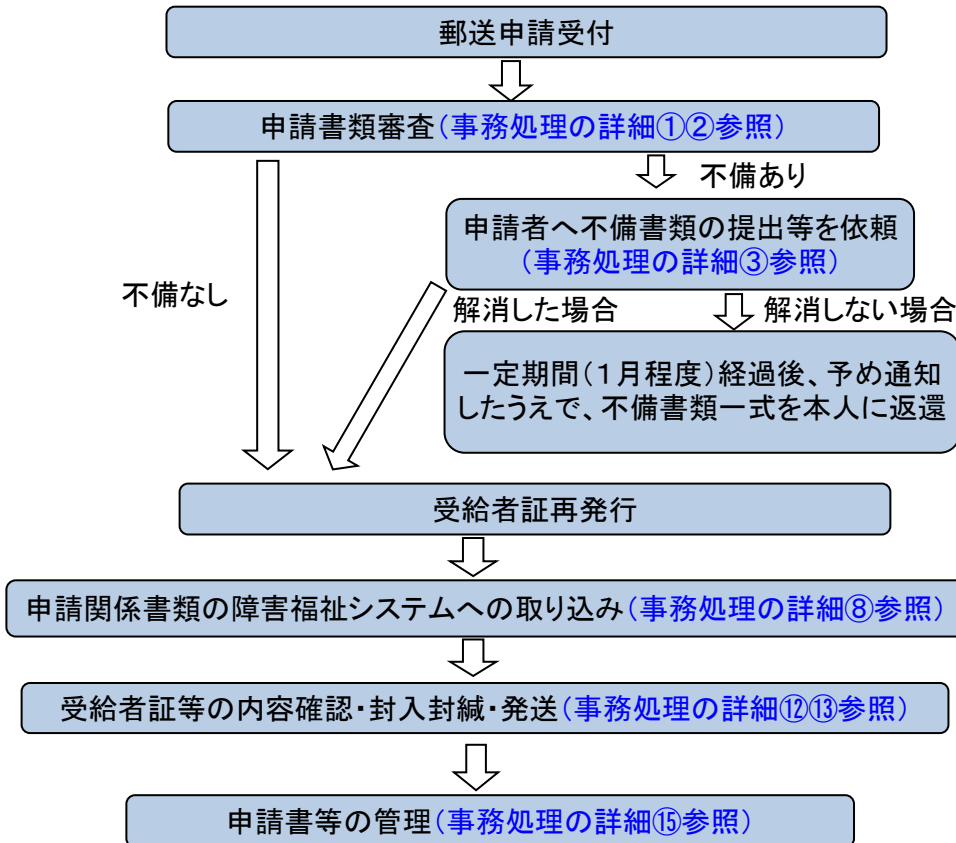 郵送申請受付
申請書類審査(事務処理の詳細①②参照)
不備あり
申請者へ不備書類の提出等を依頼
(事務処理の詳細③参照)
不備なし
解消した場合
解消しない場合
一定期間(1月程度)経過後、予め通知
したうえで、不備書類一式を本人に返還
受給者証再発行
申請関係書類の障害福祉システムへの取り込み(事務処理の詳細⑧参照)
受給者証等の内容確認・封入封緘・発送(事務処理の詳細⑫⑬参照)
申請書等の管理(事務処理の詳細⑮参照)